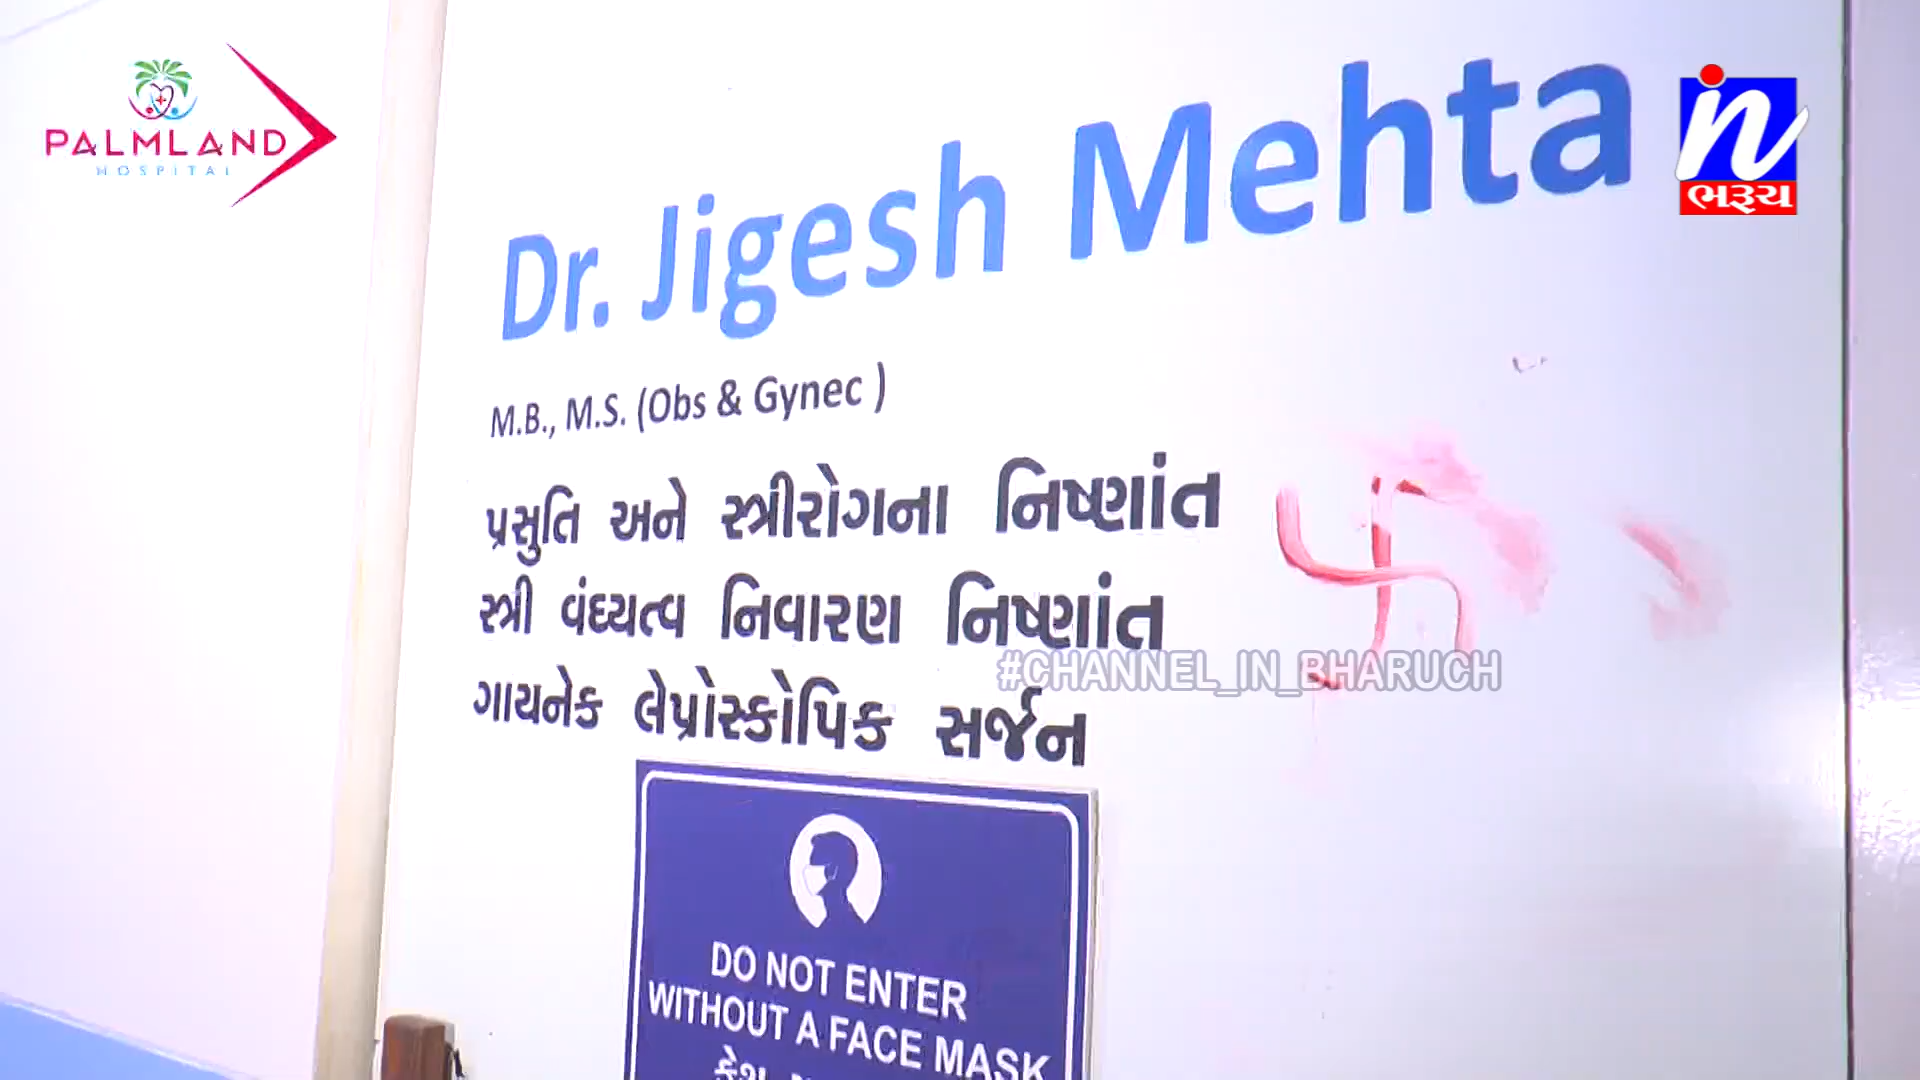 PALMLAND
HOSPITAL
ભરૂચ
Dr. Jigesh Mehta
M.B., M.S. (Obs & Gynec )
પ્રસુતિ અને સ્ત્રીરોગના નિષ્ણાંત
સ્ત્રી વંધ્યત્વ નિવારણ નિષ્ણાંત
#CHANNEL_IN_BHARUCH
ગાયનેક લેપ્રોસ્કોપિક સર્જન
DO NOT ENTER
WITHOUT A FACE MASK